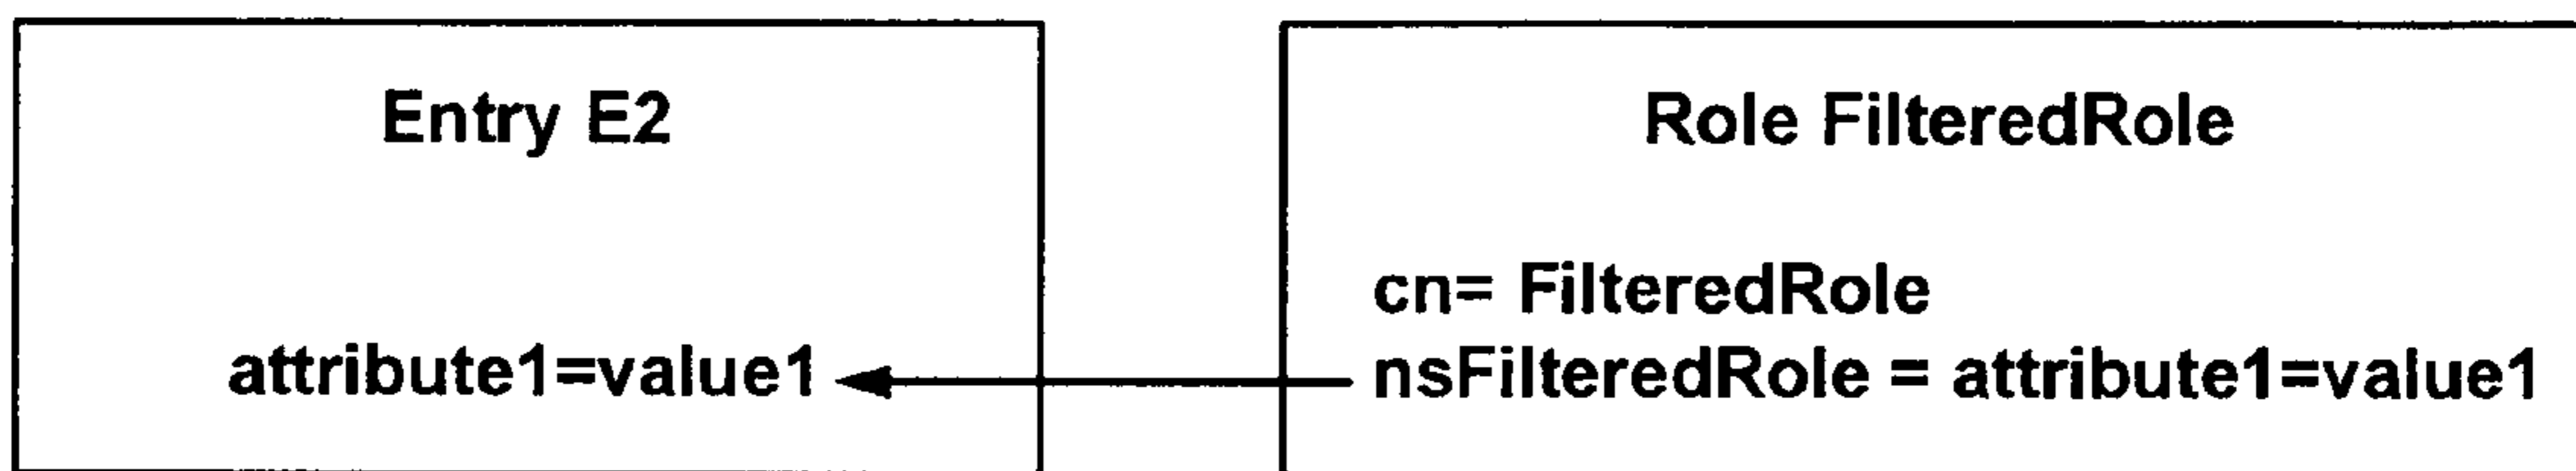 Entry E2
attribute1=value1
Role FilteredRole
cn= FilteredRole
nsFilteredRole = attribute1=value1